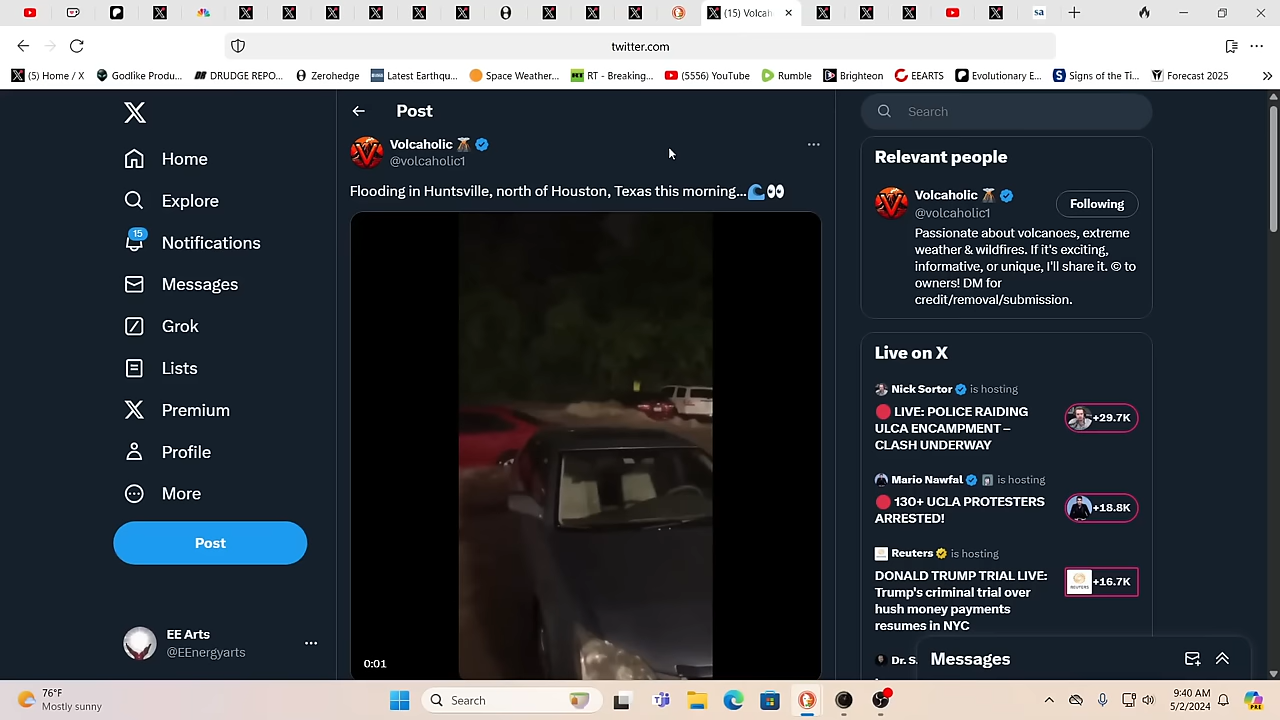 (15) Volcah
sa
twitter.com
(5) Home / X
Godlike Produ...
DRUDGE REPO...
Zerohedge
Latest Earthqu...
Space Weather...
RT - Breaking...
(5556) YouTube
Rumble
Brighteon
EEARTS
Evolutionary E...
Signs of the Ti...
Forecast 2025
Home
Explore
15
Notifications
Messages
Grok
Lists
Premium
Profile
More
Post
EE Arts
@EEnergyarts
Post
Volcaholic
@volcaholic1
Flooding in Huntsville, north of Houston, Texas this morning...
0:01
Search
Relevant people
Volcaholic
@volcaholic1
Following
Passionate about volcanoes, extreme
weather & wildfires. If it's exciting,
informative, or unique, I'll share it. © to
owners! DM for
credit/removal/submission.
Live on X
Nick Sortor is hosting
LIVE: POLICE RAIDING
ULCA ENCAMPMENT –
CLASH UNDERWAY
+29.7K
Mario Nawfal is hosting
130+ UCLA PROTESTERS
ARRESTED!
+18.8K
Reuters is hosting
DONALD TRUMP TRIAL LIVE:
Trump's criminal trial over
hush money payments
resumes in NYC
+16.7K
Dr. S.
Messages
76°F
Mostly sunny
Search
9:40 AM
5/2/2024
PRE